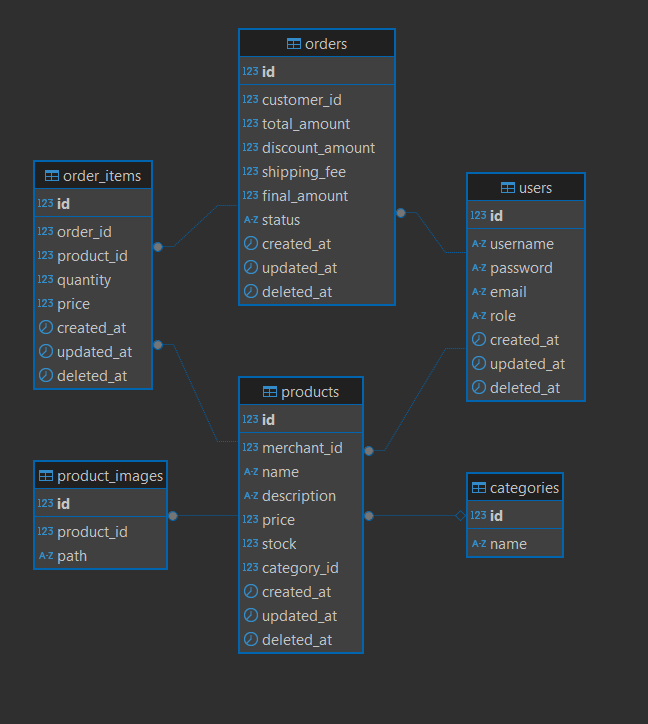 orders
123 id
123 customer_id
123 total_amount
123 discount_amount
123 shipping_fee
123 final_amount
A-Z status
created_at
updated_at
deleted_at
order_items
123 id
123 order_id
123 product_id
123 quantity
123 price
created_at
updated_at
deleted_at
users
123 id
A-Z username
A-Z password
A-Z email
A-Z role
created_at
updated_at
deleted_at
products
123 id
123 merchant_id
A-Z name
A-Z description
123 price
123 stock
123 category_id
created_at
updated_at
deleted_at
product_images
123 id
123 product_id
A-Z path
categories
123 id
A-Z name